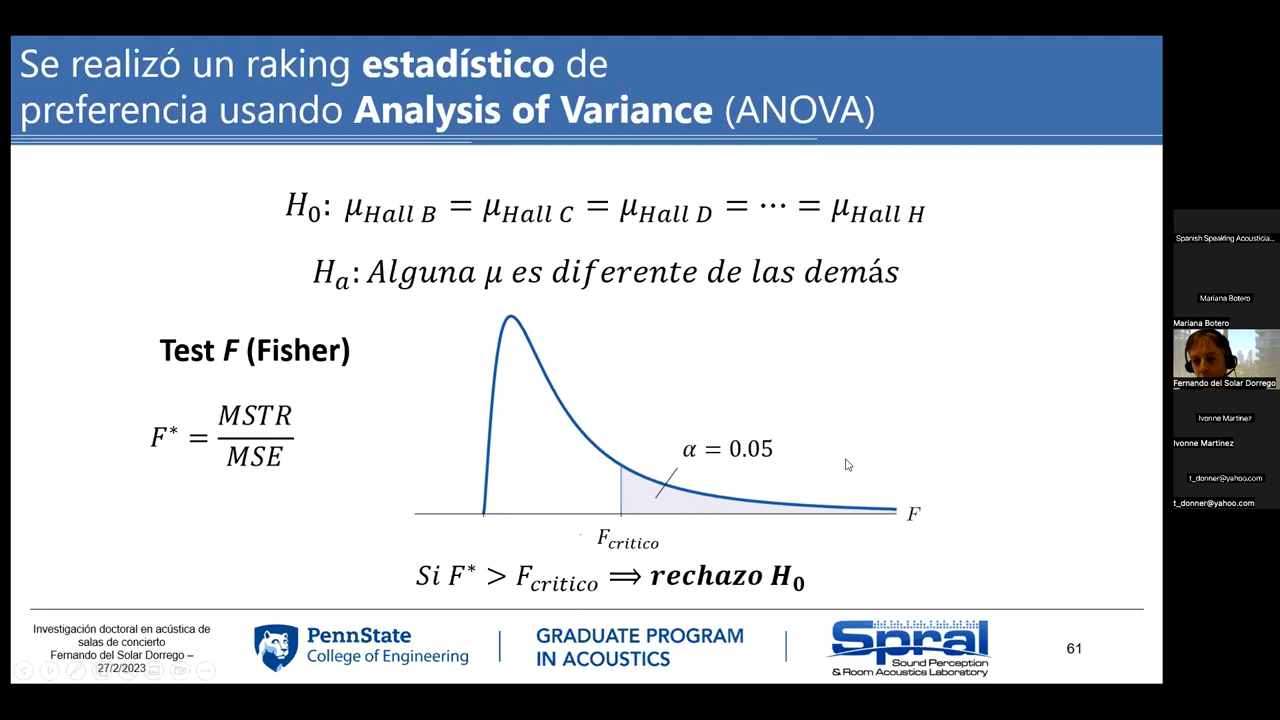 Se realizó un raking estadístico de
preferencia usando Analysis of Variance (ANOVA)
H₀: μ_Hall B = μ_Hall C = μ_Hall D = ⋯ = μ_Hall H
Hₐ: Alguna μ es diferente de las demás
Test F (Fisher)
F* = MSTR / MSE
α = 0.05
F
F_critico
Si F* > F_critico ⟹ rechazo H₀
Investigación doctoral en acústica de
salas de concierto
Fernando del Solar Dorrego –
27/2/2023
PennState
College of Engineering
GRADUATE PROGRAM
IN ACOUSTICS
Spral
Sound Perception
& Room Acoustics Laboratory
61
Spanish Speaking Acousticia...
Mariana Botero
Mariana Botero
Fernando del Solar Dorrego
Ivonne Martinez
Ivonne Martinez
t_donner@yahoo.com
t_donner@yahoo.com